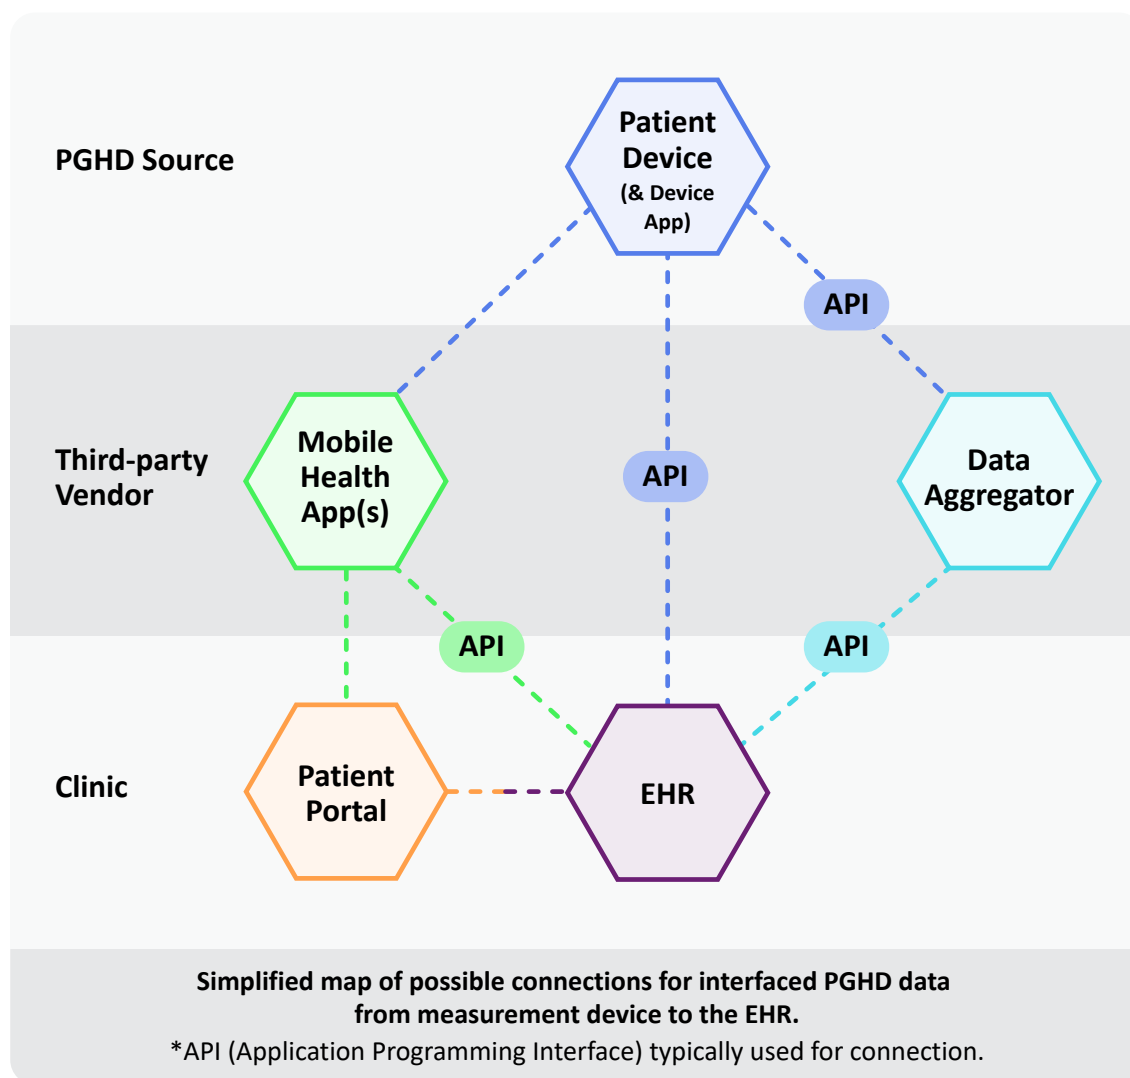 PGHD Source
Patient
Device
(& Device
App)
API
Third-party
Vendor
Mobile
Health
App(s)
API
Data
Aggregator
API
API
Clinic
Patient
Portal
EHR
Simplified map of possible connections for interfaced PGHD data
from measurement device to the EHR.
*API (Application Programming Interface) typically used for connection.